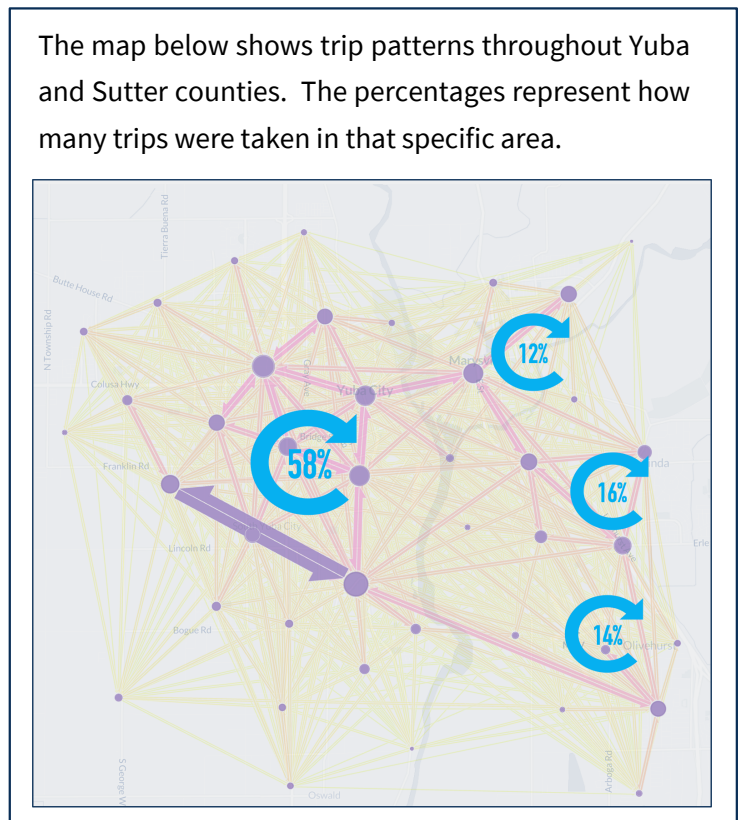 The map below shows trip patterns throughout Yuba
and Sutter counties.  The percentages represent how
many trips were taken in that specific area.
Tierra Buena Rd
Butte House Rd
N Township Rd
12%
Colusa Hwy
Yuba City
Bridge
58%
Franklin Rd
16%
Lincoln Rd
Bogue Rd
14%
Olivehurst
S George W
Arboga Rd
Oswald